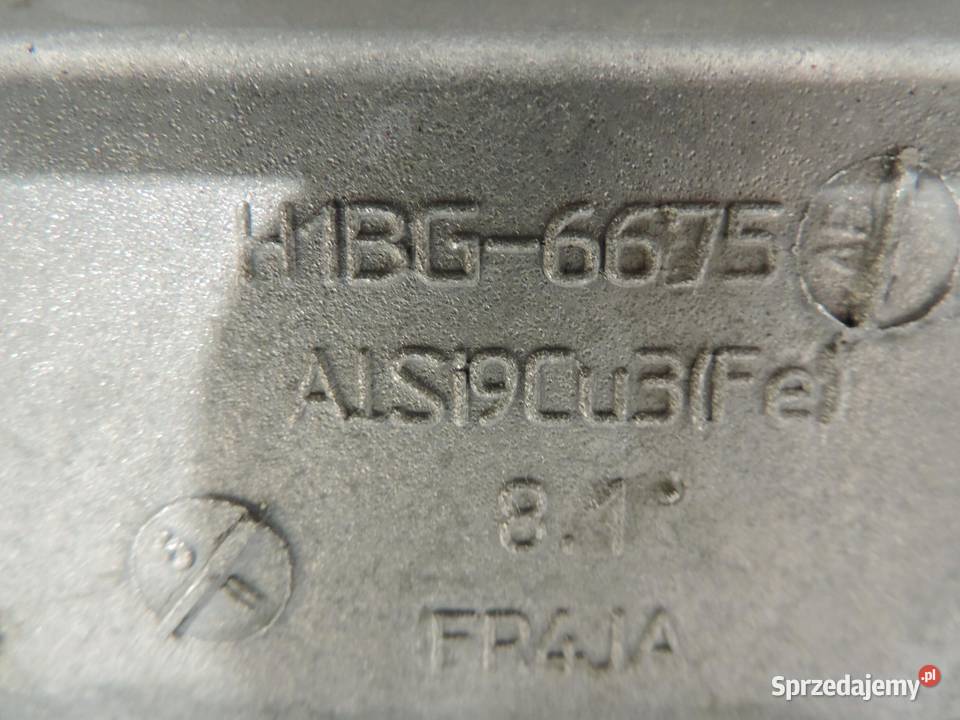 H1BG-6675
AlSi9Cu3(Fe)
8.1°
FR4JA
Sprzedajemy.pl